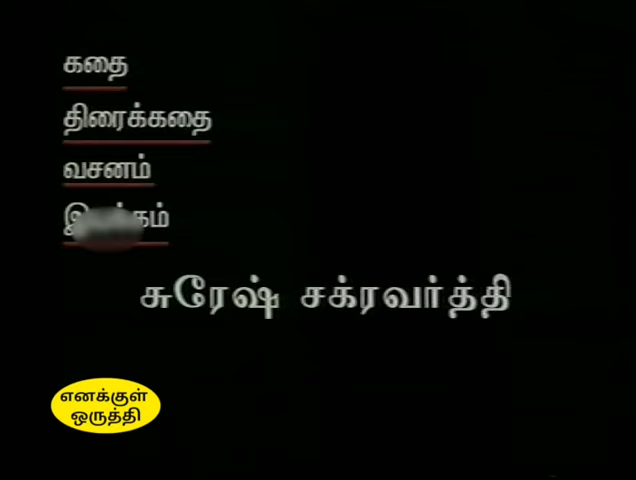 கதை
திரைக்கதை
வசனம்
சுரேஷ் சக்ரவர்த்தி
எனக்குள்
ஒருத்தி